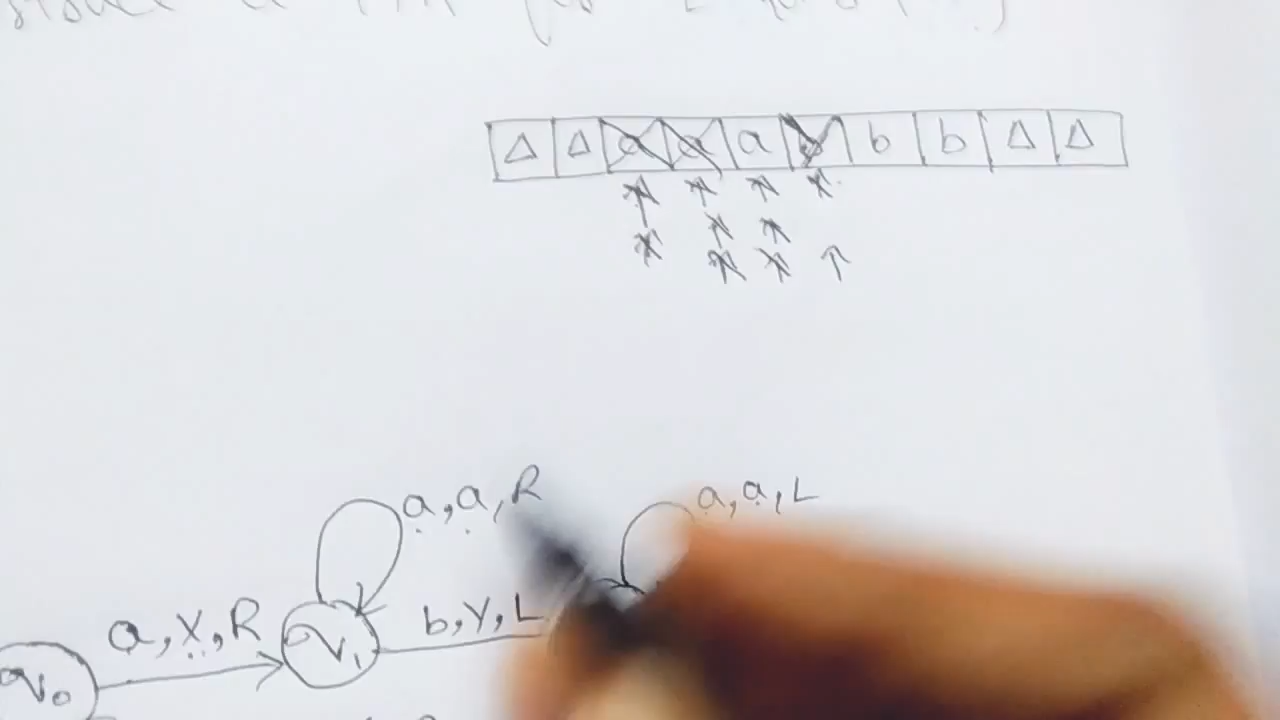 Δ Δ a a a Y b b Δ Δ
a, a, R
a, a, L
a, X, R
b, Y, L
q₁
q₀